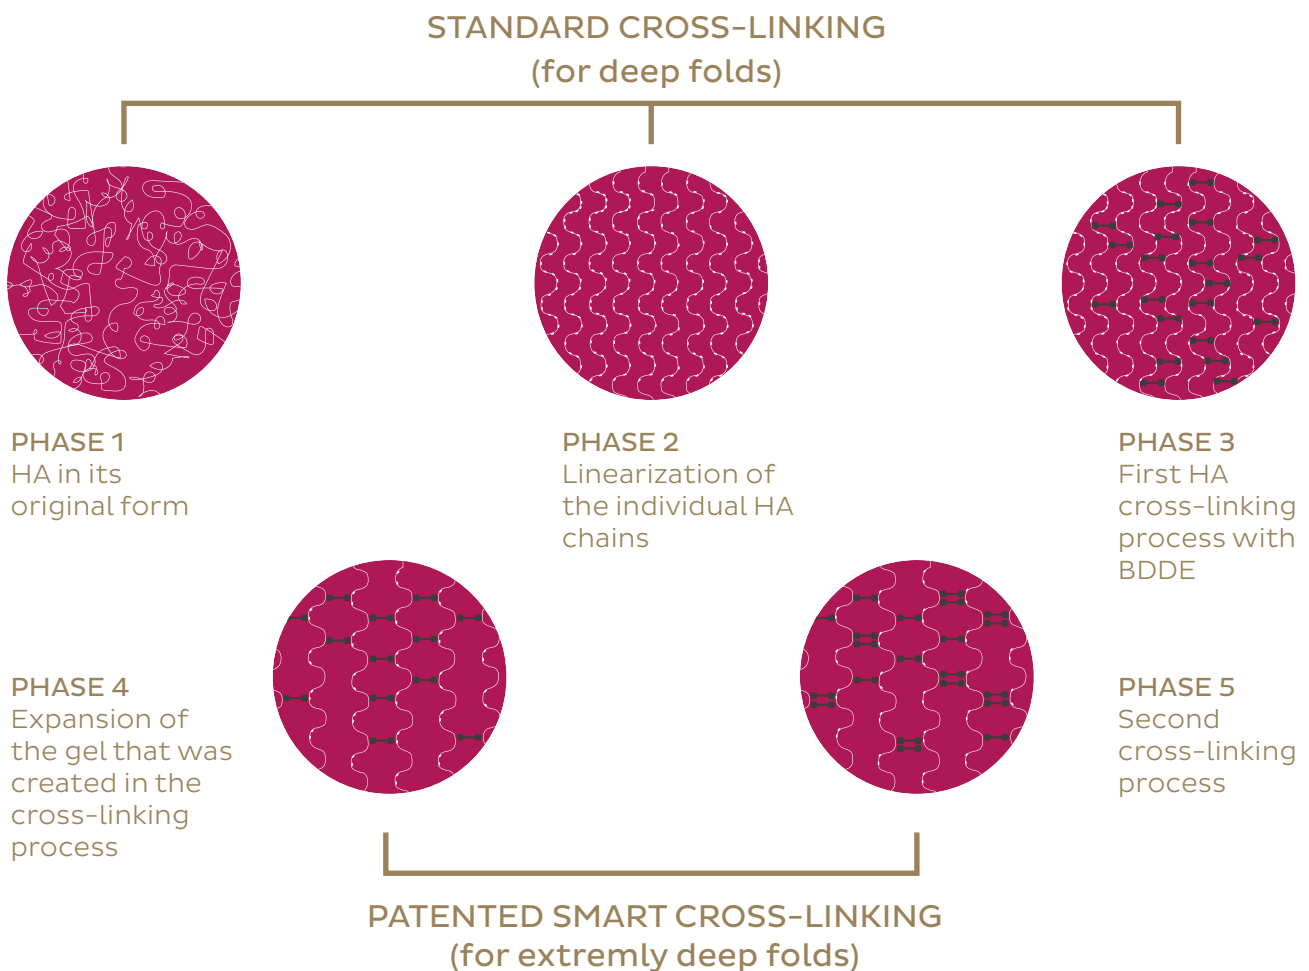 STANDARD CROSS-LINKING
(for deep folds)
PHASE 1
HA in its
original form
PHASE 2
Linearization of
the individual HA
chains
PHASE 3
First HA
cross-linking
process with
BDDE
PHASE 4
Expansion of
the gel that was
created in the
cross-linking
process
PHASE 5
Second
cross-linking
process
PATENTED SMART CROSS-LINKING
(for extremly deep folds)